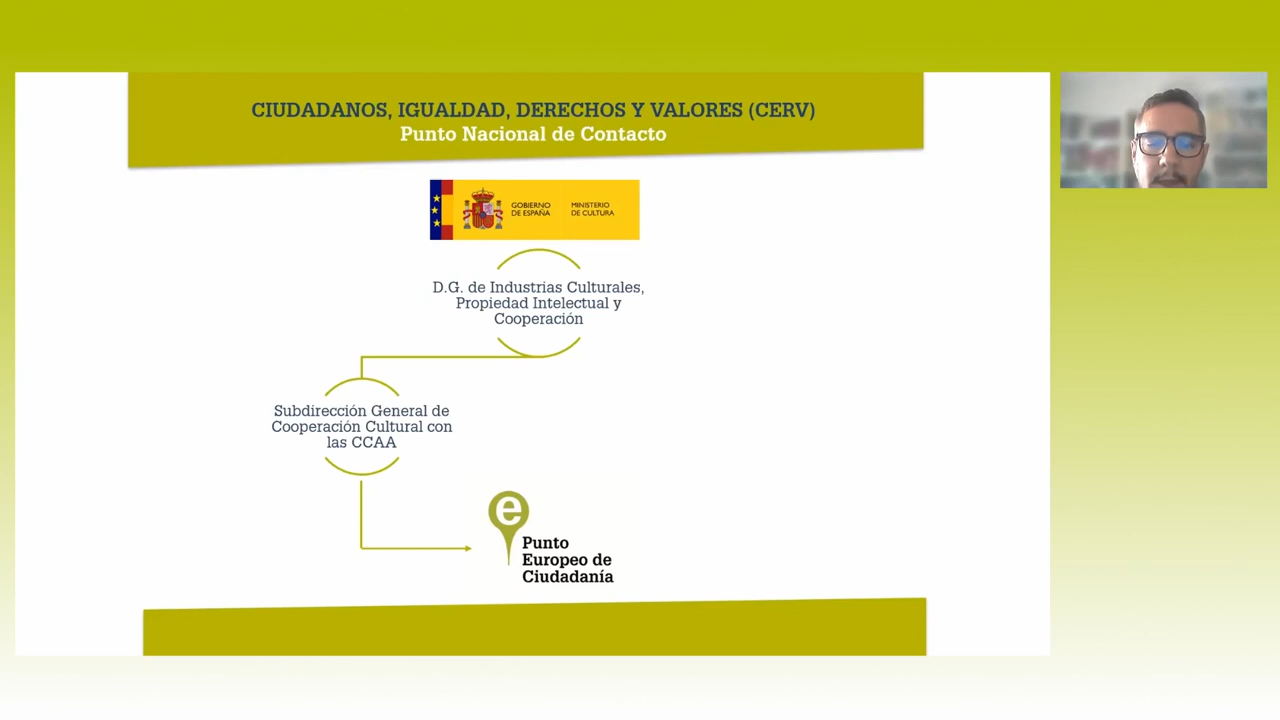 CIUDADANOS, IGUALDAD, DERECHOS Y VALORES (CERV)
Punto Nacional de Contacto
GOBIERNO
DE ESPAÑA
MINISTERIO
DE CULTURA
D.G. de Industrias Culturales,
Propiedad Intelectual y
Cooperación
Subdirección General de
Cooperación Cultural con
las CCAA
e
Punto
Europeo de
Ciudadanía